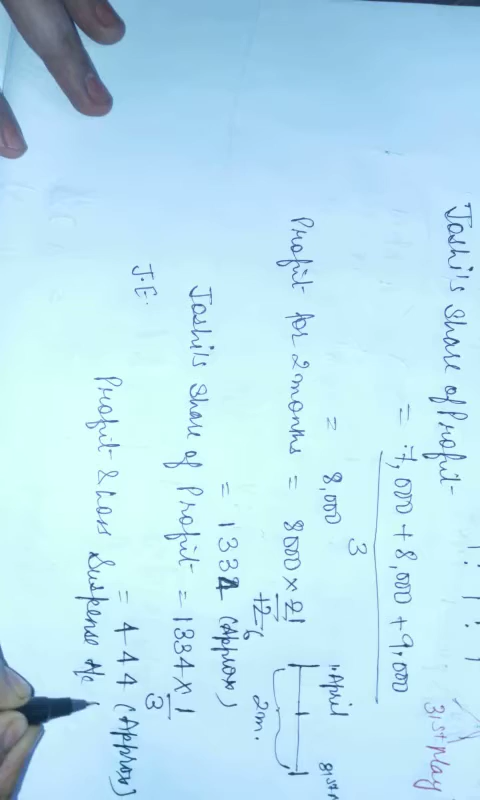 31st May
Joshi's Share of Profit
= 7,000 + 8,000 + 9,000
3
= 8,000
1 April
2m.
Profit for 2 months = 8000 × 2 1
12 6
= 1334 (Approx)
Joshi's Share of Profit = 1334 × 1
3
= 444 (Approx)
J.E.
Profit & Loss Suspense A/c